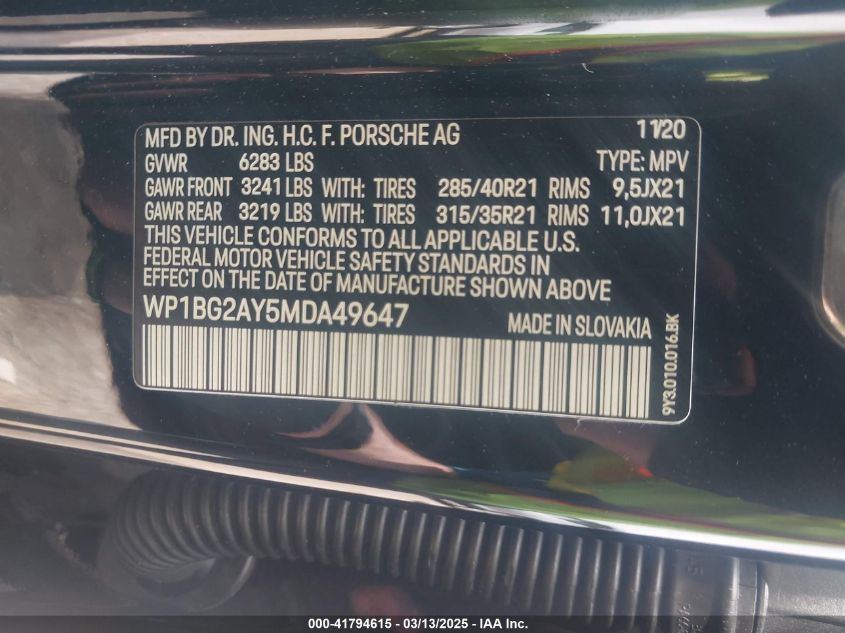 MFD BY DR. ING. H.C. F. PORSCHE AG 11/20
GVWR 6283 LBS TYPE: MPV
GAWR FRONT 3241 LBS WITH: TIRES 285/40R21 RIMS 9,5JX21
GAWR REAR 3219 LBS WITH: TIRES 315/35R21 RIMS 11,0JX21
THIS VEHICLE CONFORMS TO ALL APPLICABLE U.S.
FEDERAL MOTOR VEHICLE SAFETY STANDARDS IN
EFFECT ON THE DATE OF MANUFACTURE SHOWN ABOVE
WP1BG2AY5MDA49647 MADE IN SLOVAKIA
9Y3.010.016.BK
000-41794615 - 03/13/2025 - IAA Inc.